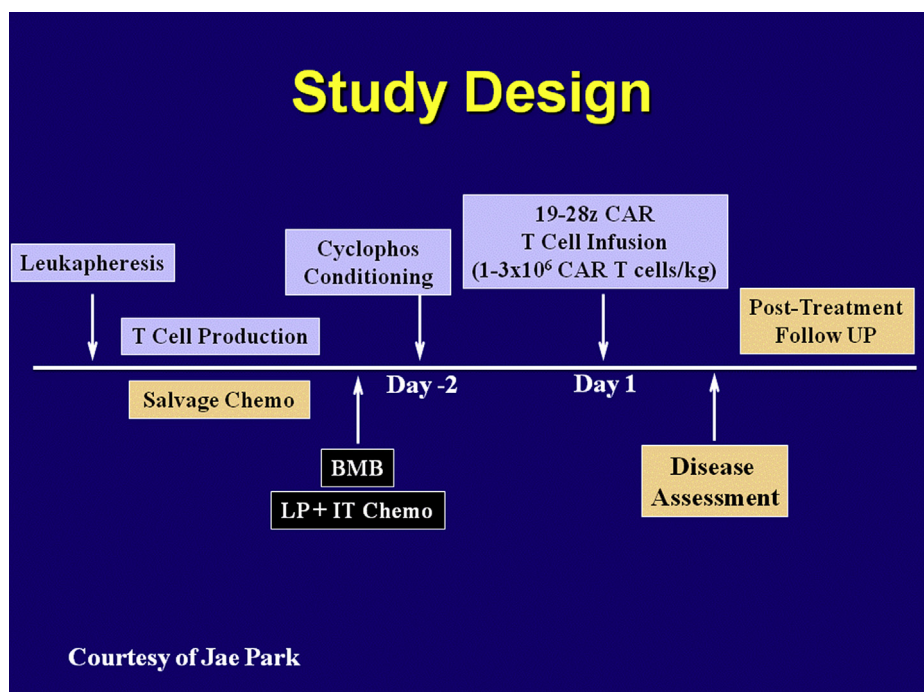 Study Design
Leukapheresis
T Cell Production
Salvage Chemo
BMB
LP+ IT Chemo
Cyclophos
Conditioning
Day -2
19-28z CAR
T Cell Infusion
(1-3x10⁶ CAR T cells/kg)
Day 1
Disease
Assessment
Post-Treatment
Follow UP
Courtesy of Jae Park